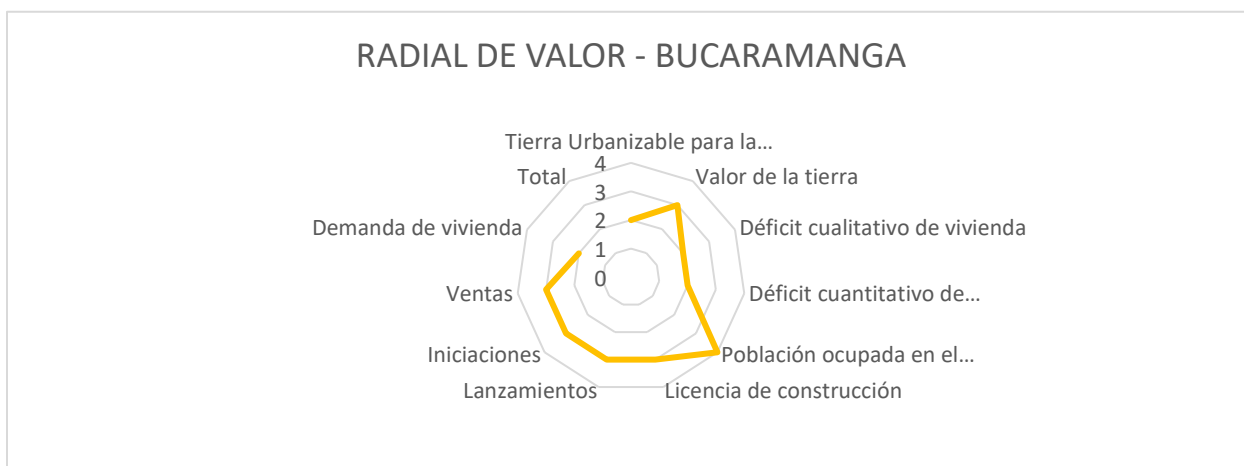 RADIAL DE VALOR - BUCARAMANGA
Tierra Urbanizable para la...
4
Total
Valor de la tierra
3
Demanda de vivienda
2
Déficit cualitativo de vivienda
1
0
Ventas
Déficit cuantitativo de...
Iniciaciones
Población ocupada en el...
Lanzamientos
Licencia de construcción